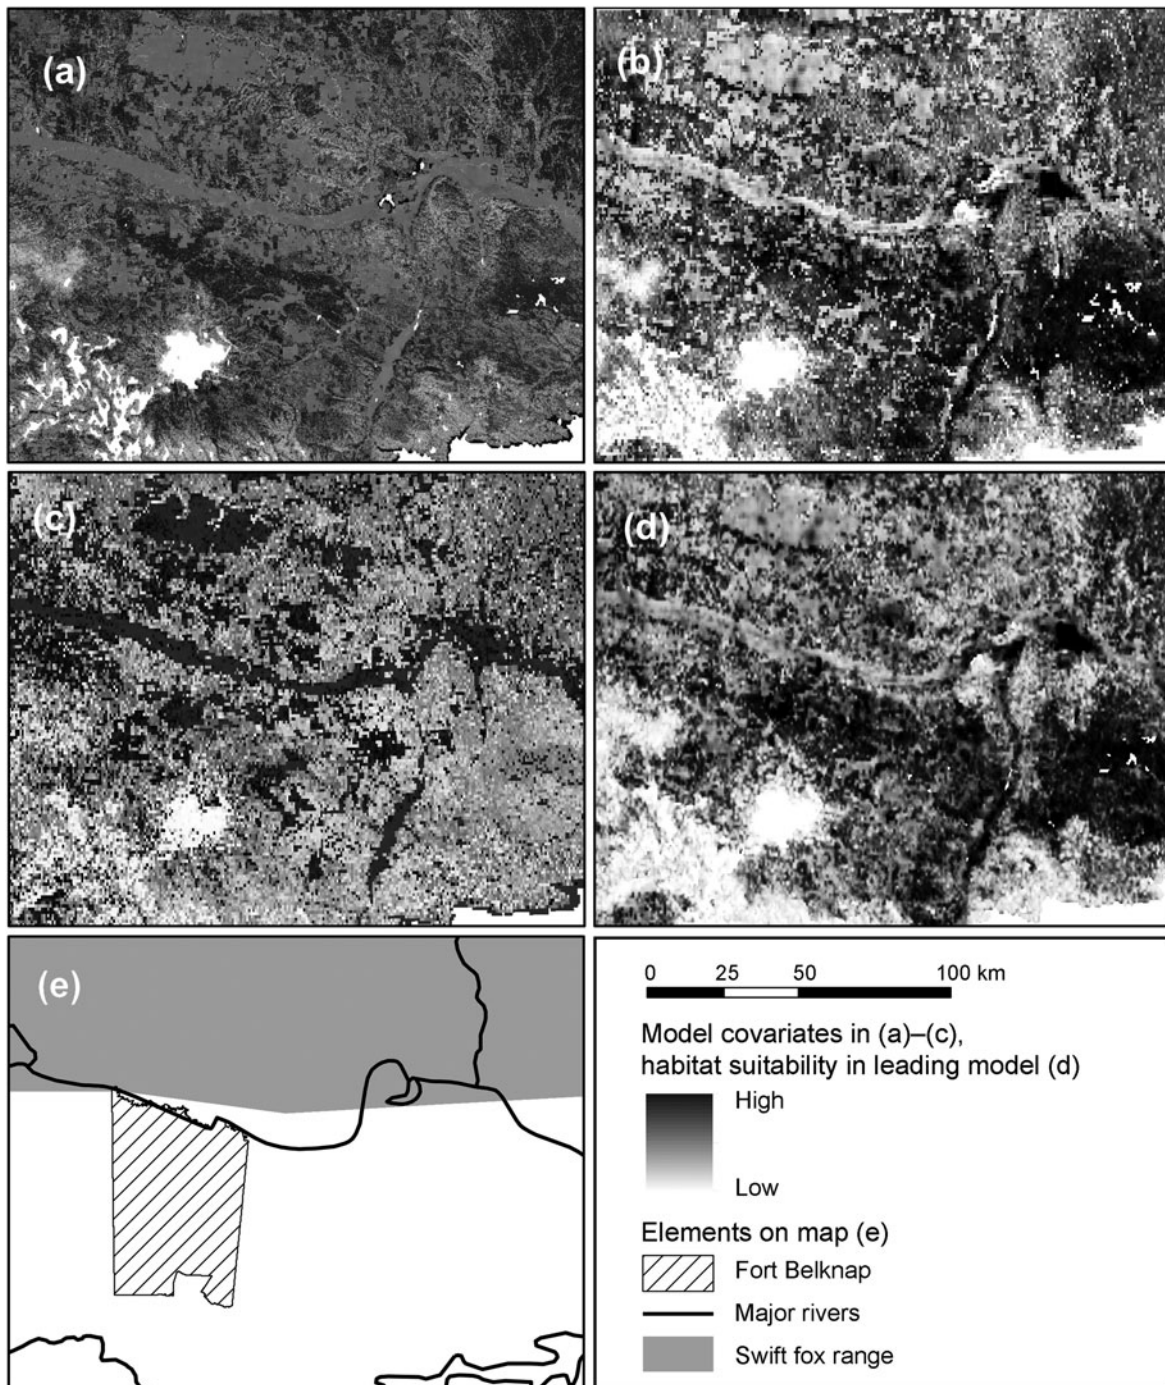 (a)
(b)
(c)
(d)
(e)
0 25 50 100 km
Model covariates in (a)–(c),
habitat suitability in leading model (d)
High
Low
Elements on map (e)
Fort Belknap
Major rivers
Swift fox range